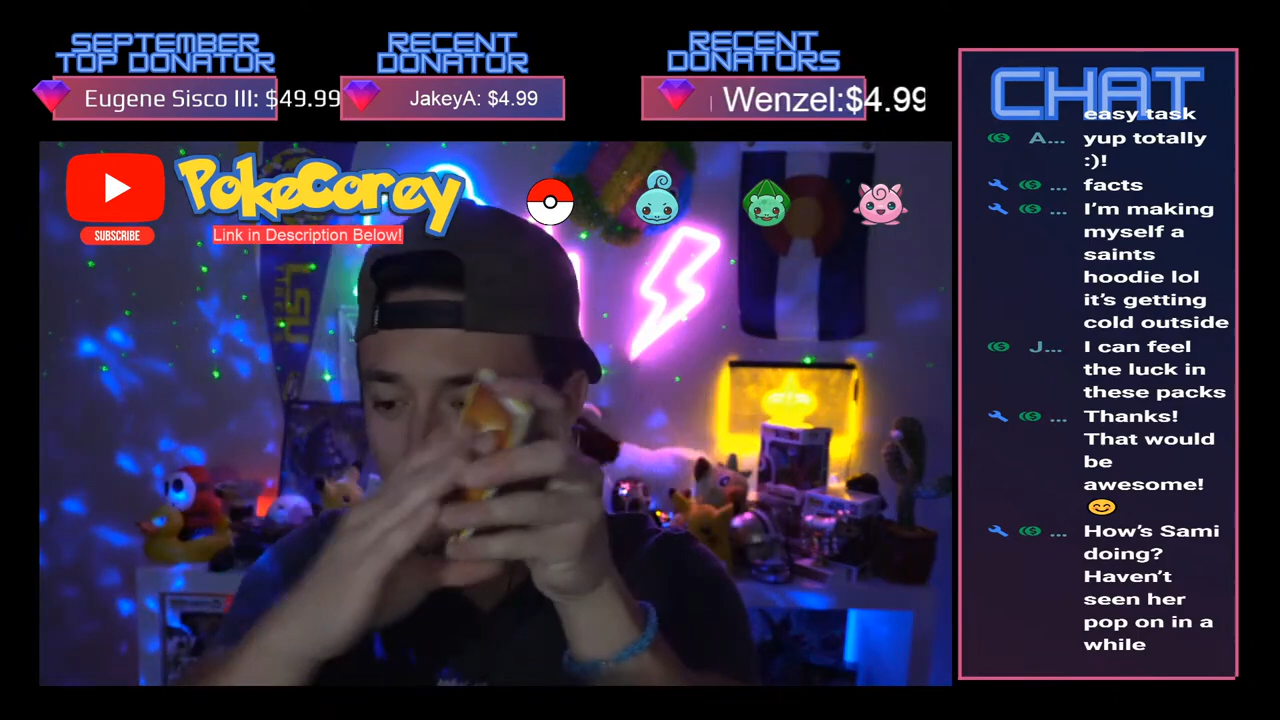 SEPTEMBER
TOP DONATOR
Eugene Sisco III: $49.99
RECENT
DONATOR
JakeyA: $4.99
RECENT
DONATORS
Wenzel:$4.99
SUBSCRIBE
PokeCorey
Link in Description Below!
LSU
CHAT
easy task
A... yup totally
:)!
... facts
... I'm making
myself a
saints
hoodie lol
it's getting
cold outside
J... I can feel
the luck in
these packs
... Thanks!
That would
be
awesome!
😊
... How's Sami
doing?
Haven't
seen her
pop on in a
while